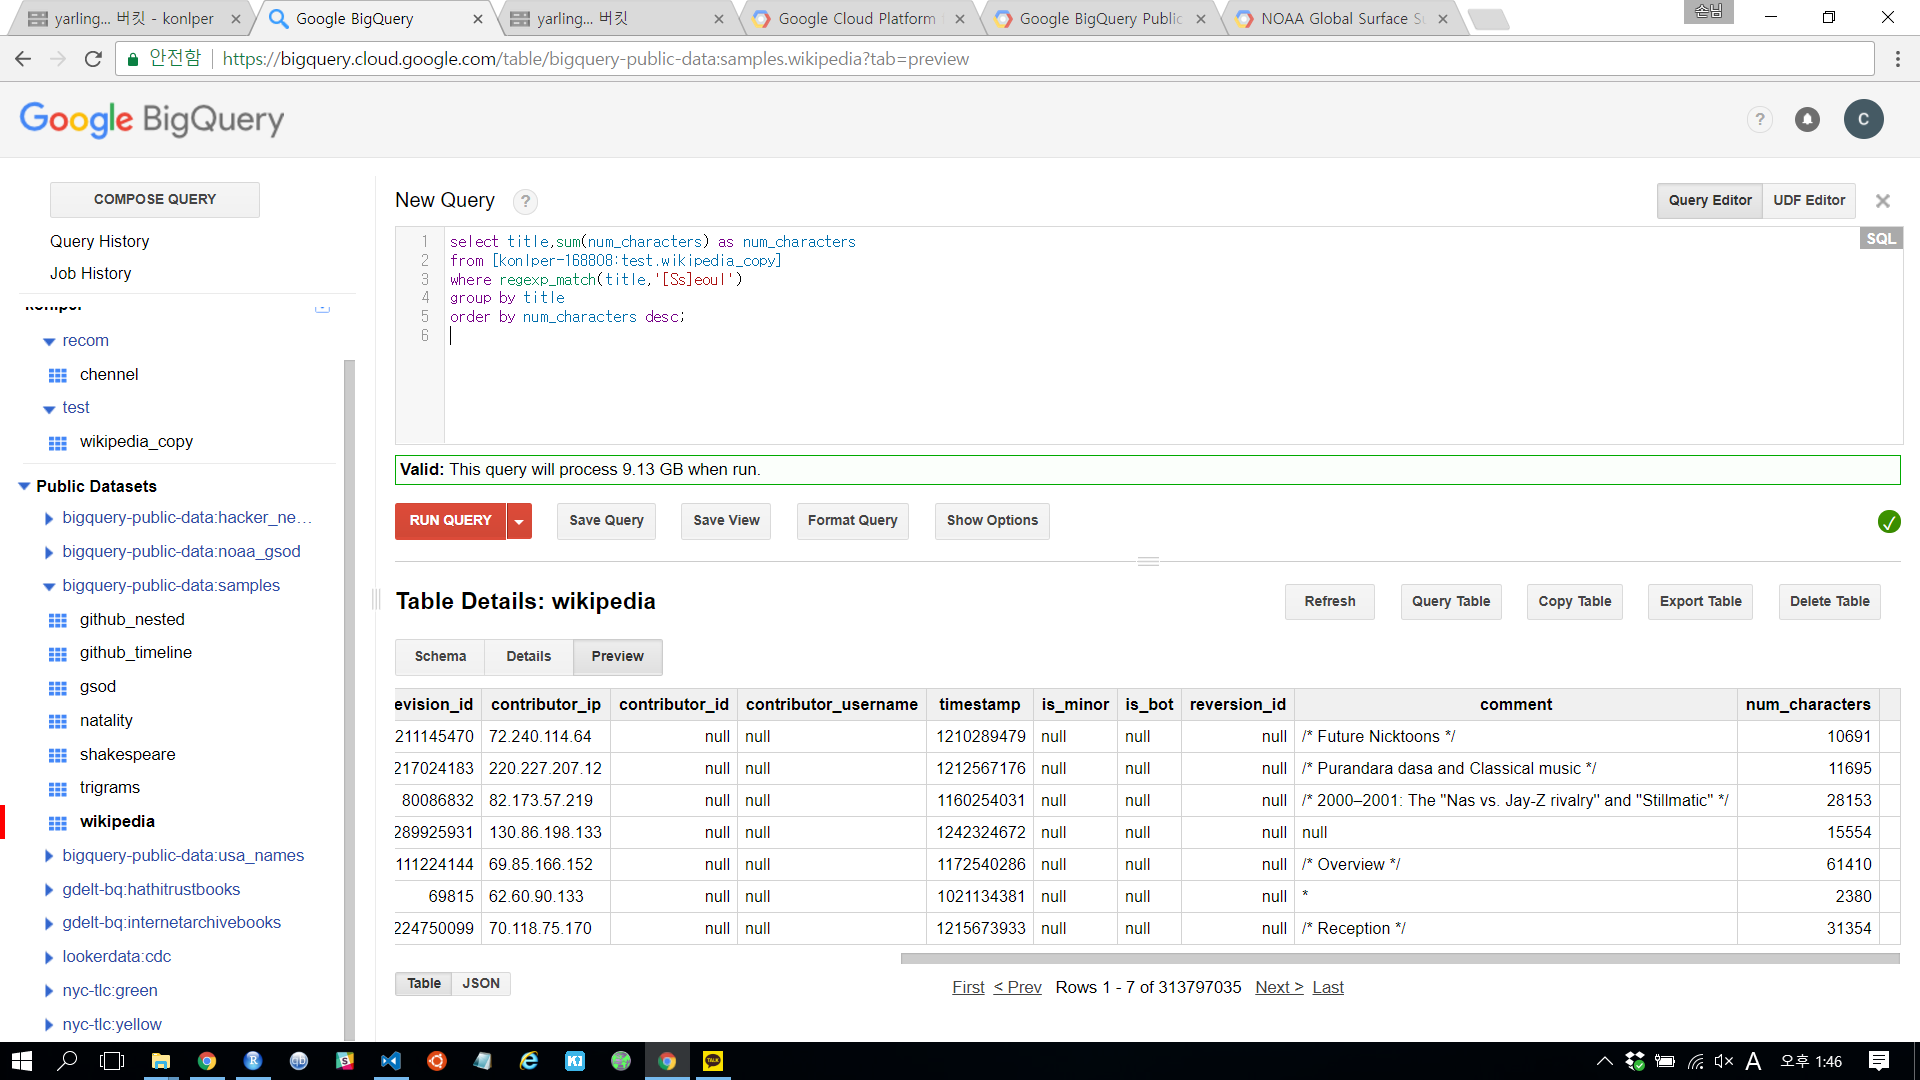 yarling... 버킷 - konlper
Google BigQuery
yarling... 버킷
Google Cloud Platform
Google BigQuery Public
NOAA Global Surface Su
손님
안전함
https://bigquery.cloud.google.com/table/bigquery-public-data:samples.wikipedia?tab=preview
Google BigQuery
?
C
COMPOSE QUERY
Query History
Job History
konlper
recom
chennel
test
wikipedia_copy
Public Datasets
bigquery-public-data:hacker_ne…
bigquery-public-data:noaa_gsod
bigquery-public-data:samples
github_nested
github_timeline
gsod
natality
shakespeare
trigrams
wikipedia
bigquery-public-data:usa_names
gdelt-bq:hathitrustbooks
gdelt-bq:internetarchivebooks
lookerdata:cdc
nyc-tlc:green
nyc-tlc:yellow
New Query ?
Query Editor UDF Editor
SQL
1 select title,sum(num_characters) as num_characters
2 from [konlper-168808:test.wikipedia_copy]
3 where regexp_match(title,'[Ss]eoul')
4 group by title
5 order by num_characters desc;
6
Valid: This query will process 9.13 GB when run.
RUN QUERY Save Query Save View Format Query Show Options
Table Details: wikipedia
Refresh Query Table Copy Table Export Table Delete Table
Schema Details Preview
evision_id contributor_ip contributor_id contributor_username timestamp is_minor is_bot reversion_id comment num_characters
211145470 72.240.114.64 null null 1210289479 null null null /* Future Nicktoons */ 10691
217024183 220.227.207.12 null null 1212567176 null null null /* Purandara dasa and Classical music */ 11695
80086832 82.173.57.219 null null 1160254031 null null null /* 2000–2001: The "Nas vs. Jay-Z rivalry" and "Stillmatic" */ 28153
289925931 130.86.198.133 null null 1242324672 null null null null 15554
111224144 69.85.166.152 null null 1172540286 null null null /* Overview */ 61410
69815 62.60.90.133 null null 1021134381 null null null * 2380
224750099 70.118.75.170 null null 1215673933 null null null /* Reception */ 31354
Table JSON
First < Prev Rows 1 - 7 of 313797035 Next > Last
A 오후 1:46